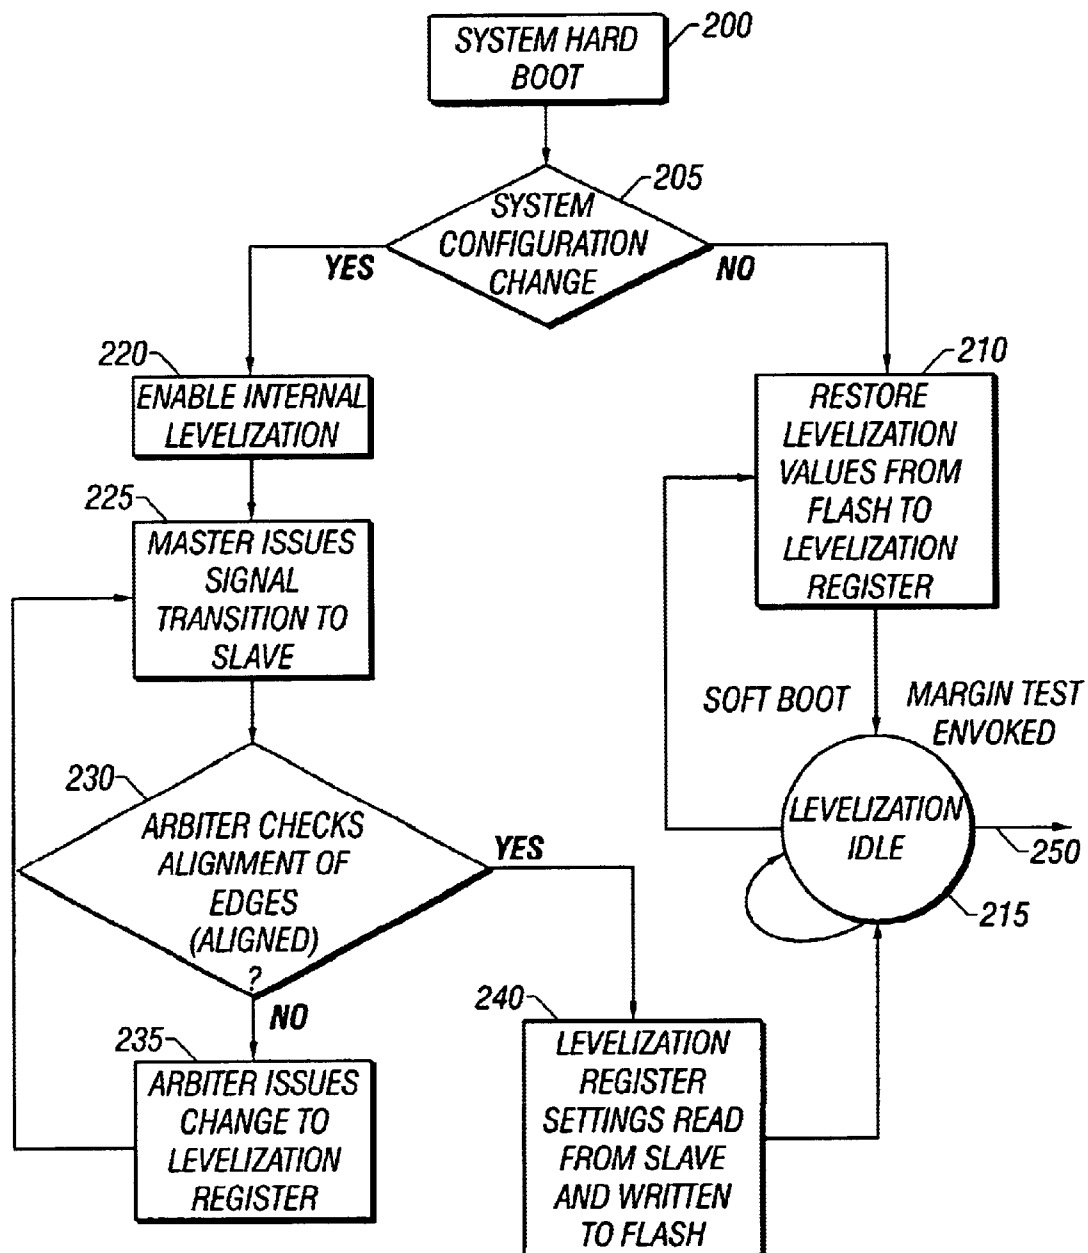 SYSTEM HARD
BOOT
200
205
SYSTEM
CONFIGURATION
CHANGE
YES
NO
220
ENABLE INTERNAL
LEVELIZATION
210
RESTORE
LEVELIZATION
VALUES FROM
FLASH TO
LEVELIZATION
REGISTER
225
MASTER ISSUES
SIGNAL
TRANSITION TO
SLAVE
SOFT BOOT
MARGIN TEST
ENVOKED
230
ARBITER CHECKS
ALIGNMENT OF
EDGES
(ALIGNED)
?
YES
NO
LEVELIZATION
IDLE
250
215
235
ARBITER ISSUES
CHANGE TO
LEVELIZATION
REGISTER
240
LEVELIZATION
REGISTER
SETTINGS READ
FROM SLAVE
AND WRITTEN
TO FLASH